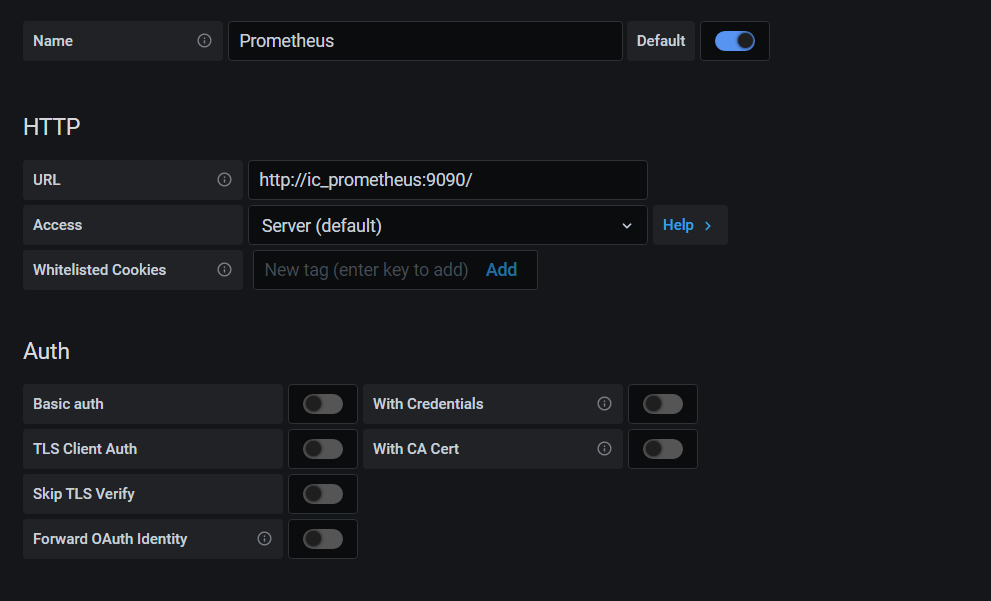 Name Prometheus Default
HTTP
URL http://ic_prometheus:9090/
Access Server (default) Help
Whitelisted Cookies New tag (enter key to add) Add
Auth
Basic auth With Credentials
TLS Client Auth With CA Cert
Skip TLS Verify
Forward OAuth Identity